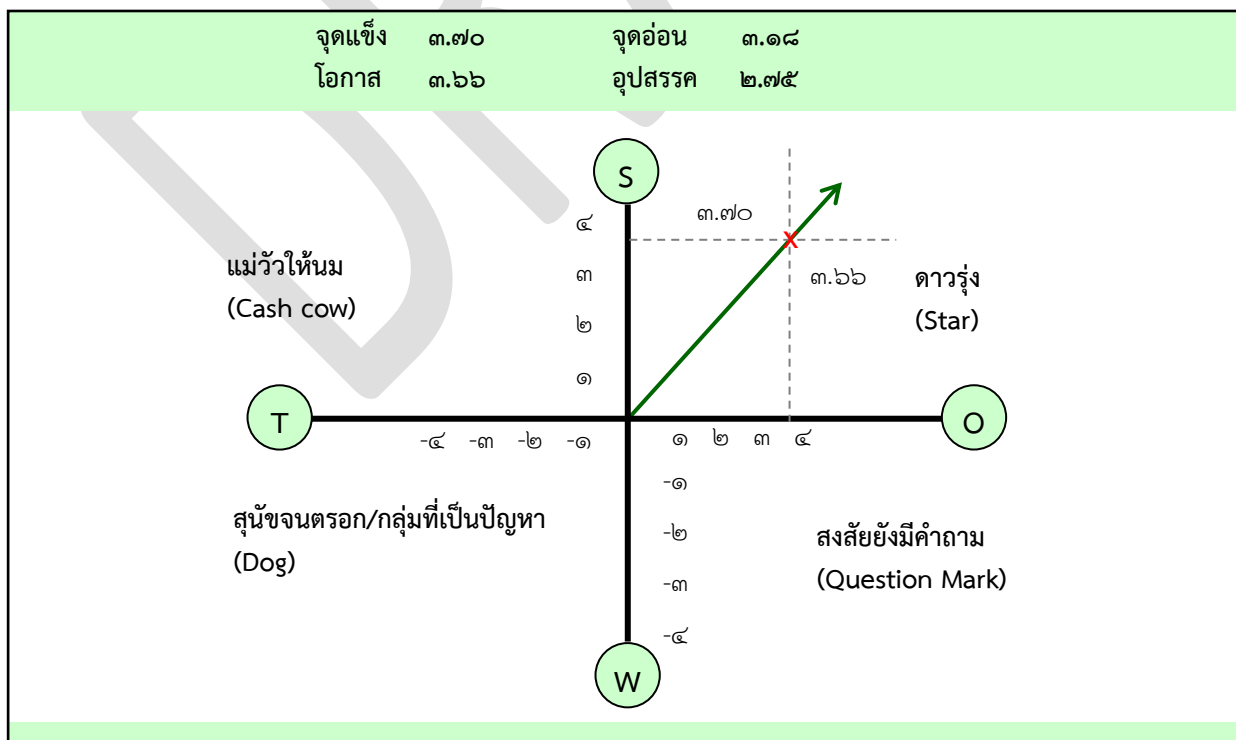 จุดแข็ง ๓.๗๐ จุดอ่อน ๓.๑๘
โอกาส ๓.๖๖ อุปสรรค ๒.๗๕
S
๔
๓.๗๐
แม่วัวให้นม
(Cash cow)
๓
๓.๖๖
ดาวรุ่ง
(Star)
๒
๑
T
O
-๔ -๓ -๒ -๑
๑ ๒ ๓ ๔
-๑
สุนัขจนตรอก/กลุ่มที่เป็นปัญหา
(Dog)
-๒
สงสัยยังมีคำถาม
(Question Mark)
-๓
-๔
W